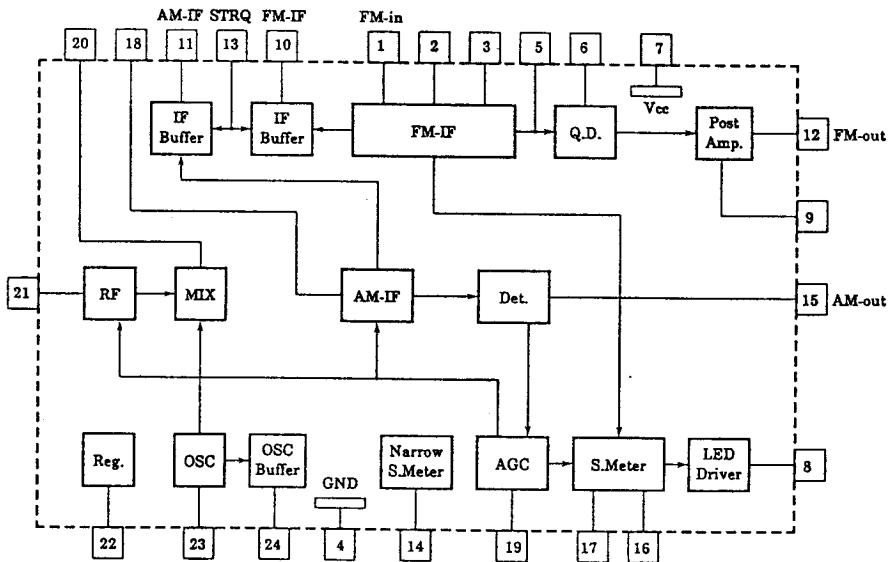 AM-IF STRQ FM-IF FM-in
20 18 11 13 10 1 2 3 5 6 7
Vcc
IF Buffer
IF Buffer
FM-IF
Q.D.
Post Amp.
12 FM-out
9
21
RF
MIX
AM-IF
Det.
15 AM-out
Reg.
OSC
OSC Buffer
Narrow S.Meter
AGC
S.Meter
LED Driver
8
GND
22 23 24 4 14 19 17 16